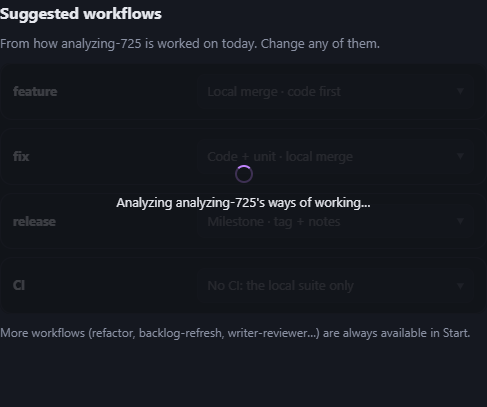 Suggested workflows
From how analyzing-725 is worked on today. Change any of them.
feature
Local merge · code first
fix
Code + unit · local merge
Analyzing analyzing-725's ways of working...
release
Milestone · tag + notes
CI
No CI: the local suite only
More workflows (refactor, backlog-refresh, writer-reviewer...) are always available in Start.